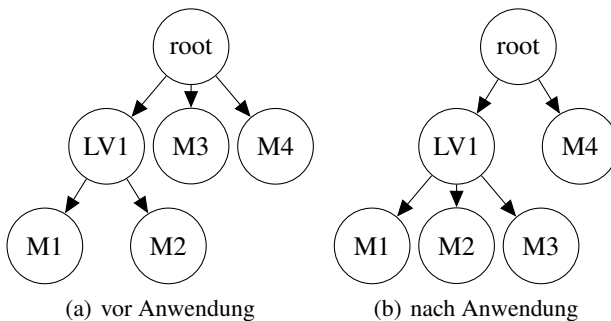 root root
LV1 M3 M4 LV1 M4
M1 M2 M1 M2 M3
(a) vor Anwendung (b) nach Anwendung